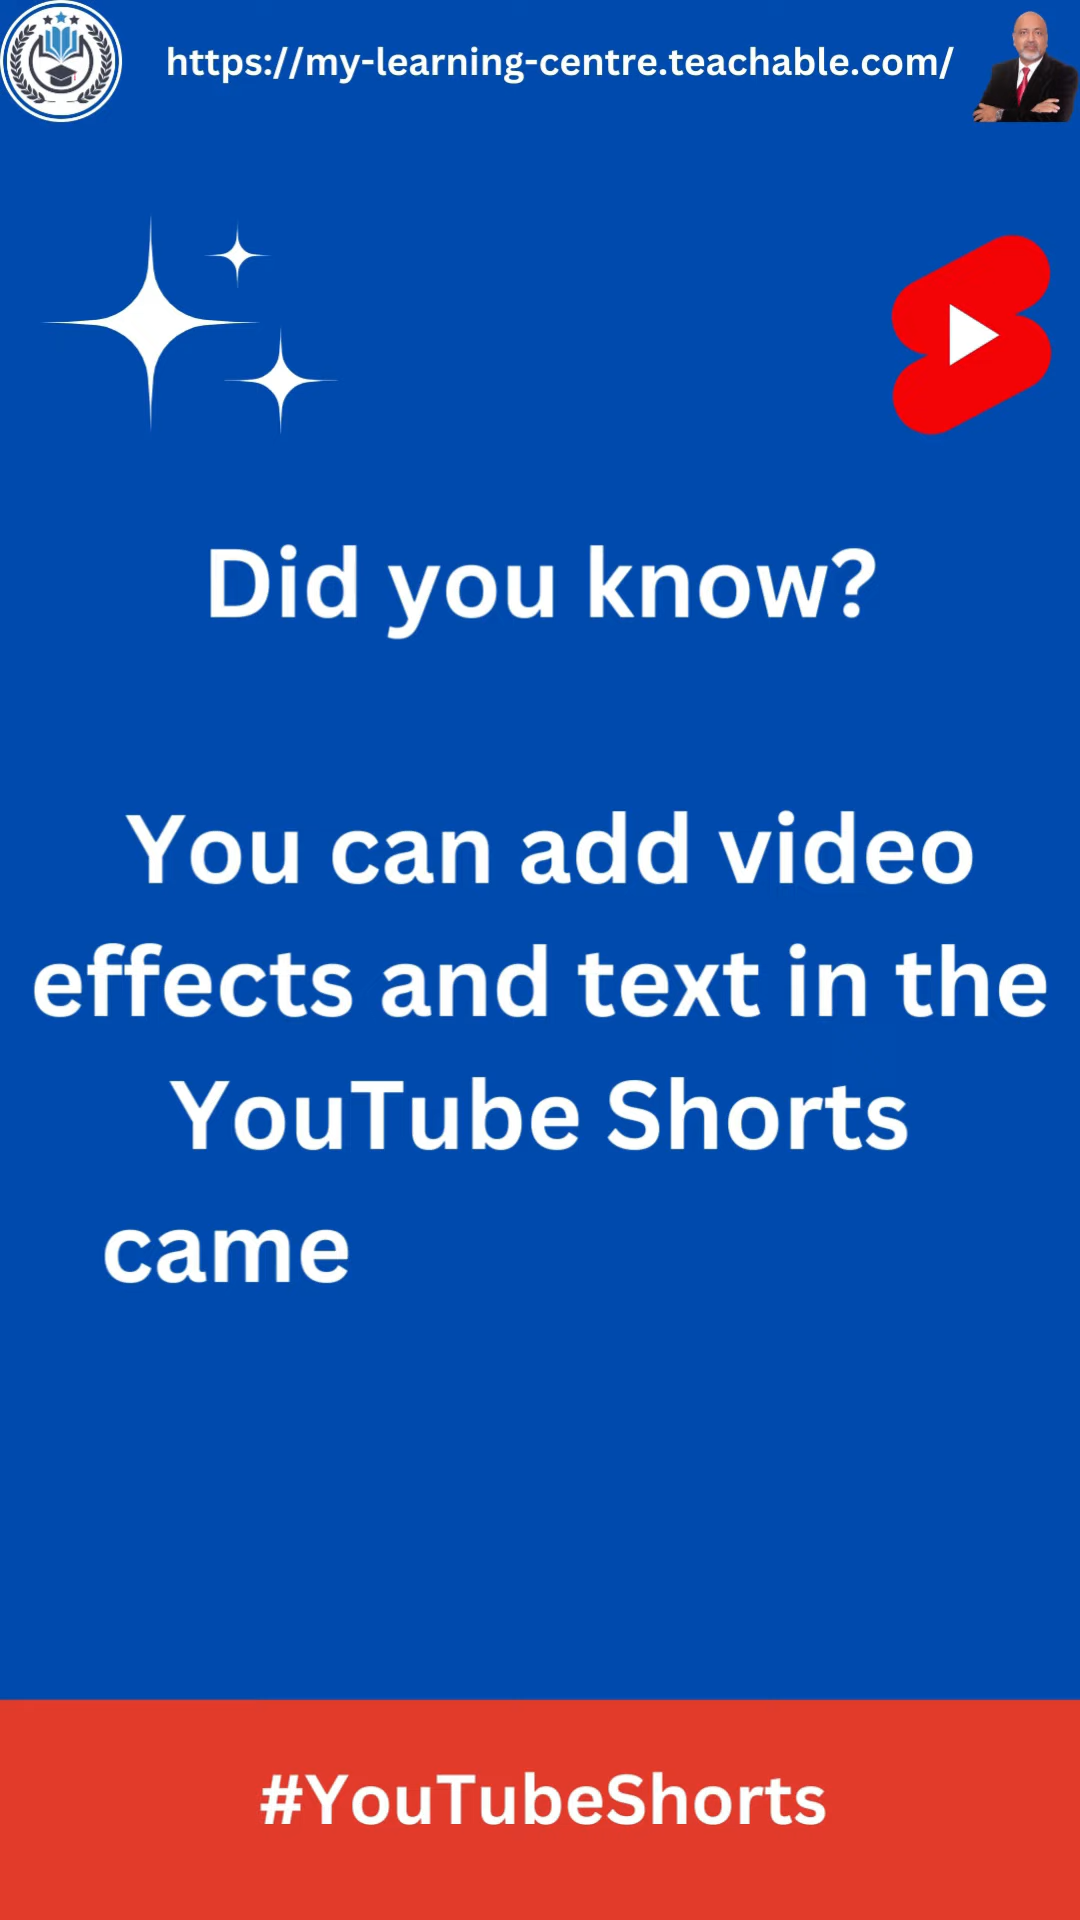 https://my-learning-centre.teachable.com/
Did you know?
You can add video
effects and text in the
YouTube Shorts
came
#YouTubeShorts